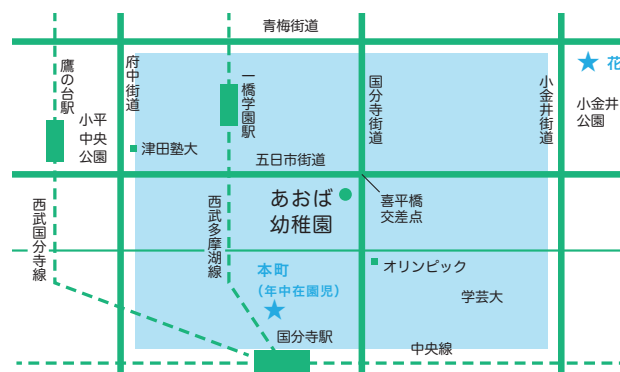 青梅街道
鷹の台駅
府中街道
一橋学園駅
国分寺街道
小金井街道
花
小平
中央
公園
小金井
公園
津田塾大
五日市街道
西武国分寺線
西武多摩湖線
あおば
幼稚園
喜平橋
交差点
本町
(年中在園児)
オリンピック
学芸大
国分寺駅
中央線